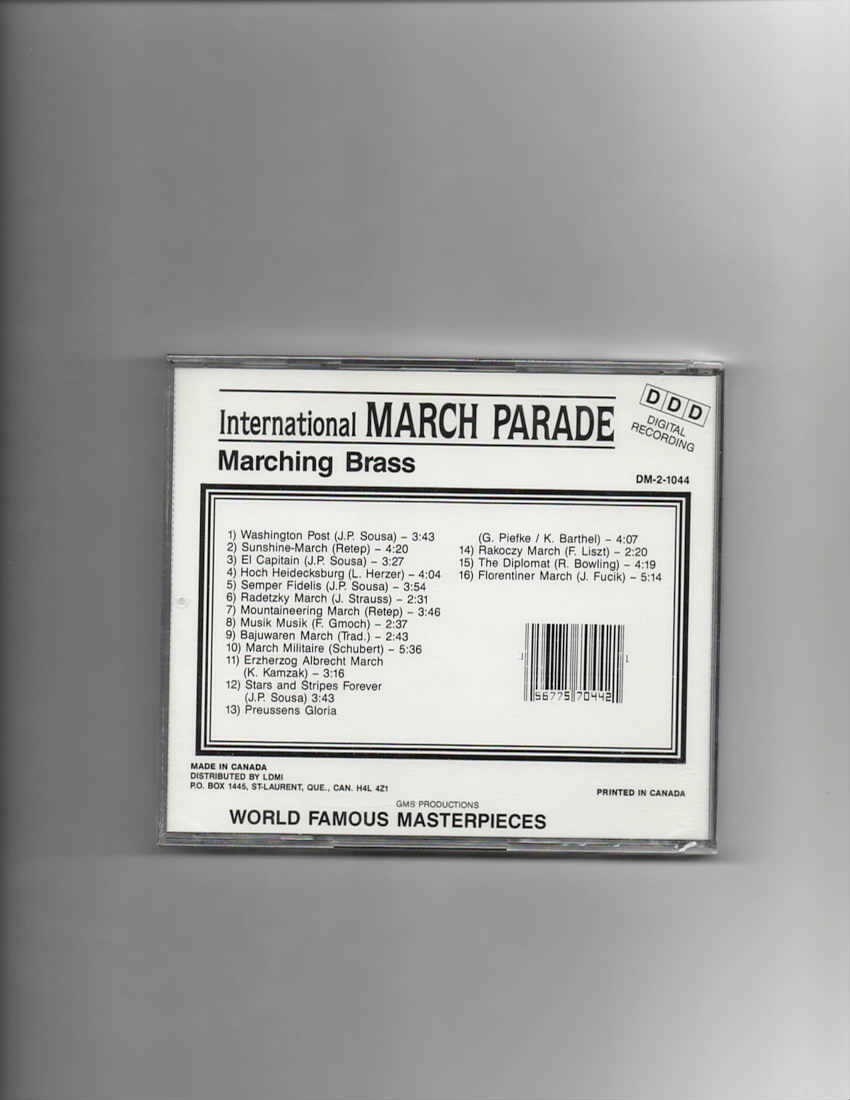 International MARCH PARADE
Marching Brass
DDD
DIGITAL
RECORDING
DM-2-1044
1) Washington Post (J.P. Sousa) – 3:43
2) Sunshine-March (Retep) – 4:20
3) El Capitain (J.P. Sousa) – 3:27
4) Hoch Heidecksburg (L. Herzer) – 4:04
5) Semper Fidelis (J.P. Sousa) – 3:54
6) Radetzky March (J. Strauss) – 2:31
7) Mountaineering March (Retep) – 3:46
8) Musik Musik (F. Gmoch) – 2:37
9) Bajuwaren March (Trad.) – 2:43
10) March Militaire (Schubert) – 5:36
11) Erzherzog Albrecht March
(K. Kamzak) – 3:16
12) Stars and Stripes Forever
(J.P. Sousa) 3:43
13) Preussens Gloria
(G. Piefke / K. Barthel) – 4:07
14) Rakoczy March (F. Liszt) – 2:20
15) The Diplomat (R. Bowling) – 4:19
16) Florentiner March (J. Fucik) – 5:14
56775 70442
MADE IN CANADA
DISTRIBUTED BY LDMI
P.O. BOX 1445, ST-LAURENT, QUE., CAN. H4L 4Z1
PRINTED IN CANADA
GMS PRODUCTIONS
WORLD FAMOUS MASTERPIECES